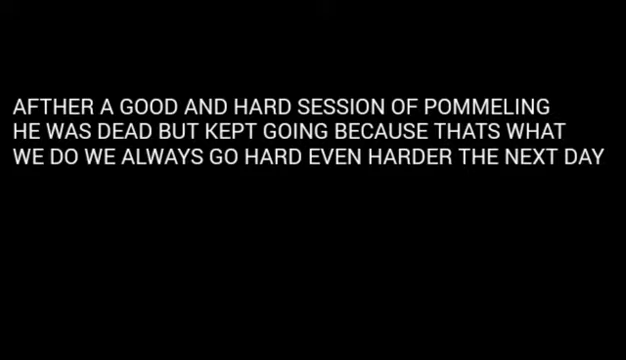 AFTHER A GOOD AND HARD SESSION OF POMMELING
HE WAS DEAD BUT KEPT GOING BECAUSE THATS WHAT
WE DO WE ALWAYS GO HARD EVEN HARDER THE NEXT DAY